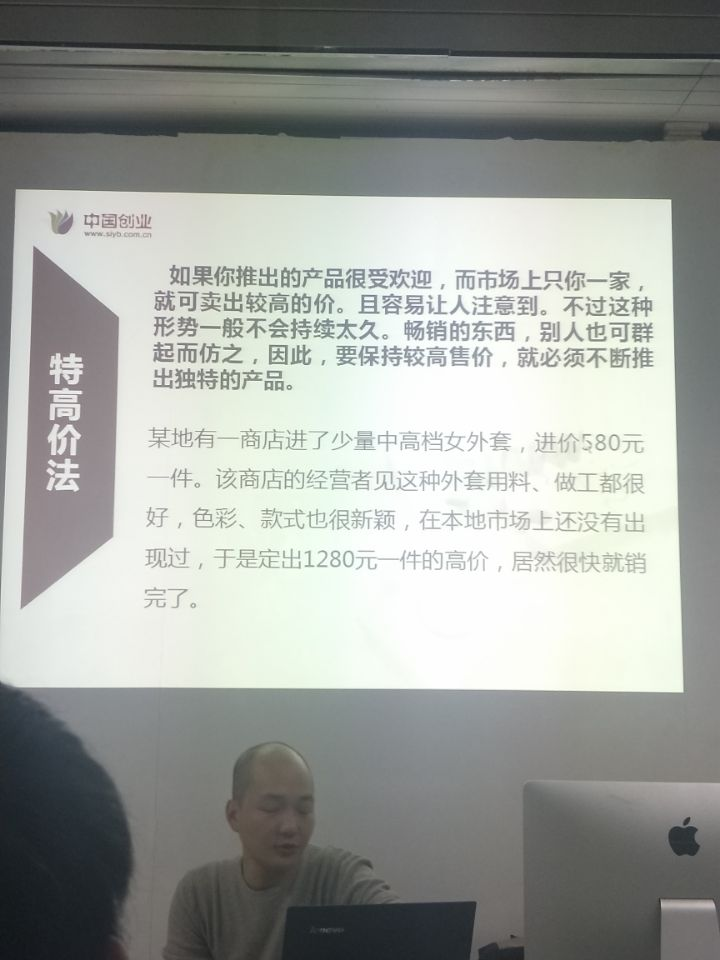 中国创业
www.siyb.com.cn
特高价法
如果你推出的产品很受欢迎，而市场上只你一家，
就可卖出较高的价。且容易让人注意到。不过这种
形势一般不会持续太久。畅销的东西，别人也可群
起而仿之，因此，要保持较高售价，就必须不断推
出独特的产品。
某地有一商店进了少量中高档女外套，进价580元
一件。该商店的经营者见这种外套用料、做工都很
好，色彩、款式也很新颖，在本地市场上还没有出
现过，于是定出1280元一件的高价，居然很快就销
完了。
lenovo